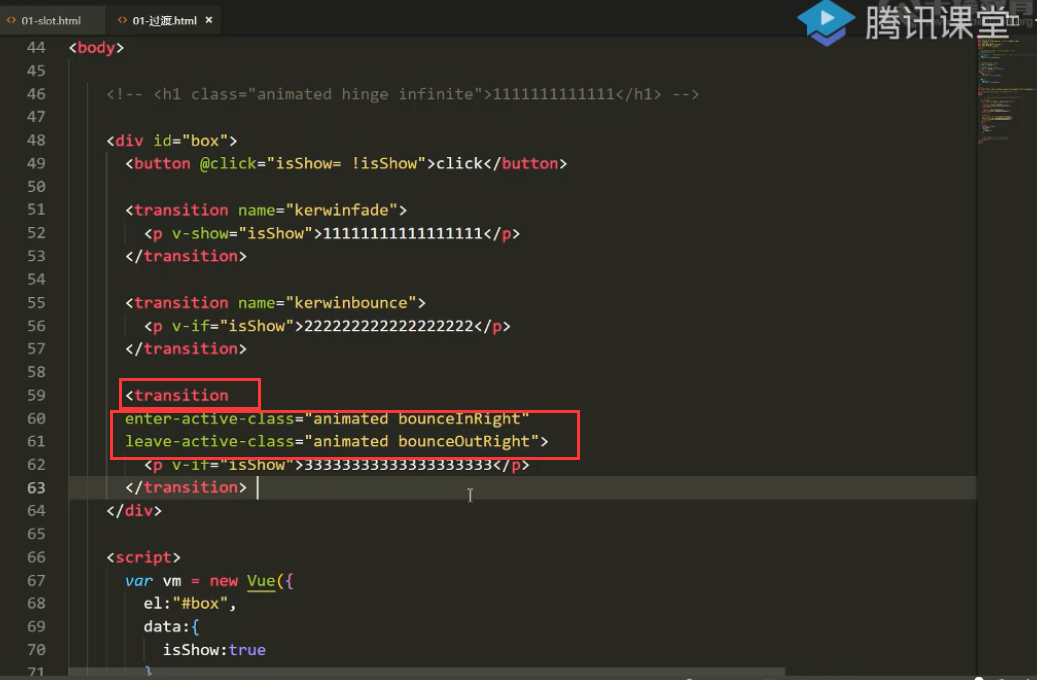 01-slot.html
01-过渡.html
腾讯课堂
44 <body>
45
46 <!-- <h1 class="animated hinge infinite">1111111111111</h1> -->
47
48 <div id="box">
49 <button @click="isShow= !isShow">click</button>
50
51 <transition name="kerwinfade">
52 <p v-show="isShow">11111111111111111</p>
53 </transition>
54
55 <transition name="kerwinbounce">
56 <p v-if="isShow">222222222222222222</p>
57 </transition>
58
59 <transition
60 enter-active-class="animated bounceInRight"
61 leave-active-class="animated bounceOutRight">
62 <p v-if="isShow">33333333333333333333</p>
63 </transition>
64 </div>
65
66 <script>
67 var vm = new Vue({
68 el:"#box",
69 data:{
70 isShow:true
71 }